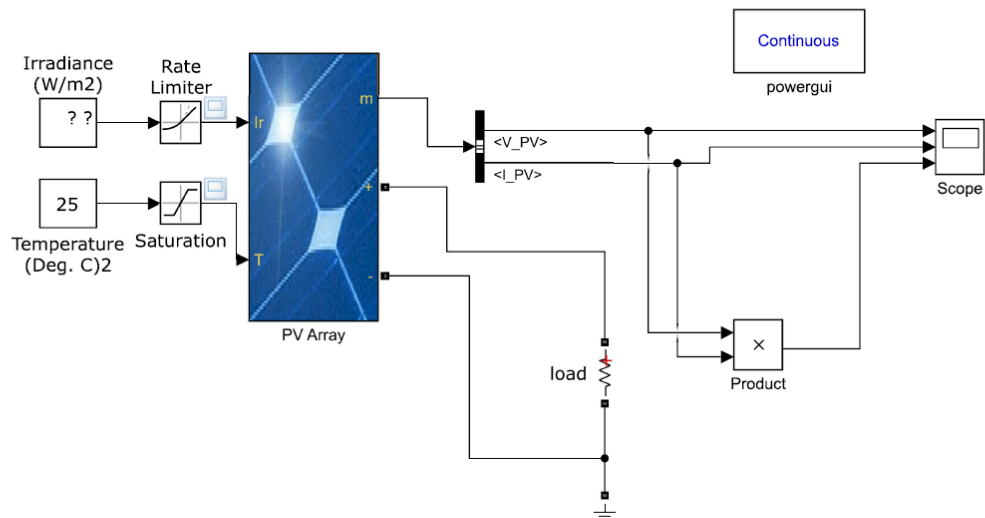 Continuous
powergui
Irradiance
(W/m2)
? ?
Rate
Limiter
Ir
m
<V_PV>
<I_PV>
Scope
25
Temperature
(Deg. C)2
Saturation
T
+
-
PV Array
load
+
×
Product